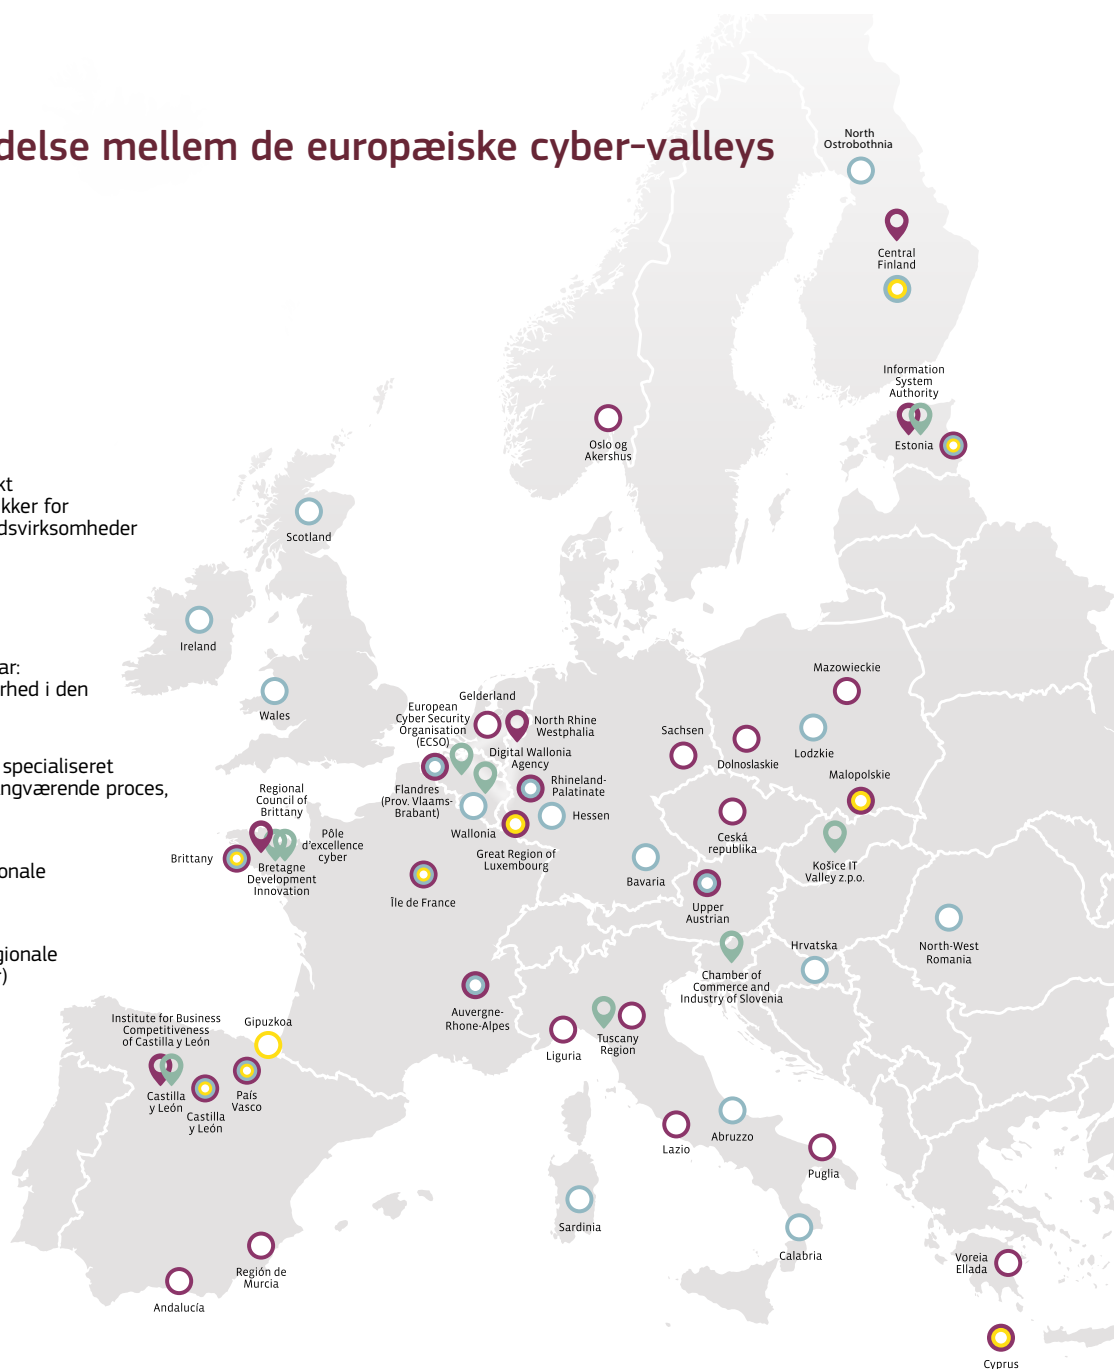 delse mellem de europæiske cyber-valleys
kt
kker for
dsvirksomheder
ar:
rhed i den
specialiseret
ngværende proces,
onale
gionale
r)
North
Ostrobothnia
Central
Finland
Information
System
Authority
Estonia
Oslo og
Akershus
Scotland
Ireland
Wales
Gelderland
European
Cyber Security
Organisation
(ECSO)
North Rhine
Westphalia
Digital Wallonia
Agency
Flandres
(Prov. Vlaams-
Brabant)
Rhineland-
Palatinate
Wallonia
Hessen
Great Region of
Luxembourg
Mazowieckie
Sachsen
Dolnoslaskie
Lodzkie
Malopolskie
Ceská
republika
Košice IT
Valley z.p.o.
Bavaria
Upper
Austrian
Regional
Council of
Brittany
Pôle
d'excellence
cyber
Brittany
Bretagne
Development
Innovation
Île de France
North-West
Romania
Hrvatska
Chamber of
Commerce and
Industry of Slovenia
Auvergne-
Rhone-Alpes
Liguria
Tuscany
Region
Institute for Business
Competitiveness
of Castilla y León
Gipuzkoa
Castilla
y León
Castilla
y León
País
Vasco
Lazio
Abruzzo
Puglia
Sardinia
Calabria
Región de
Murcia
Andalucía
Voreia
Ellada
Cyprus